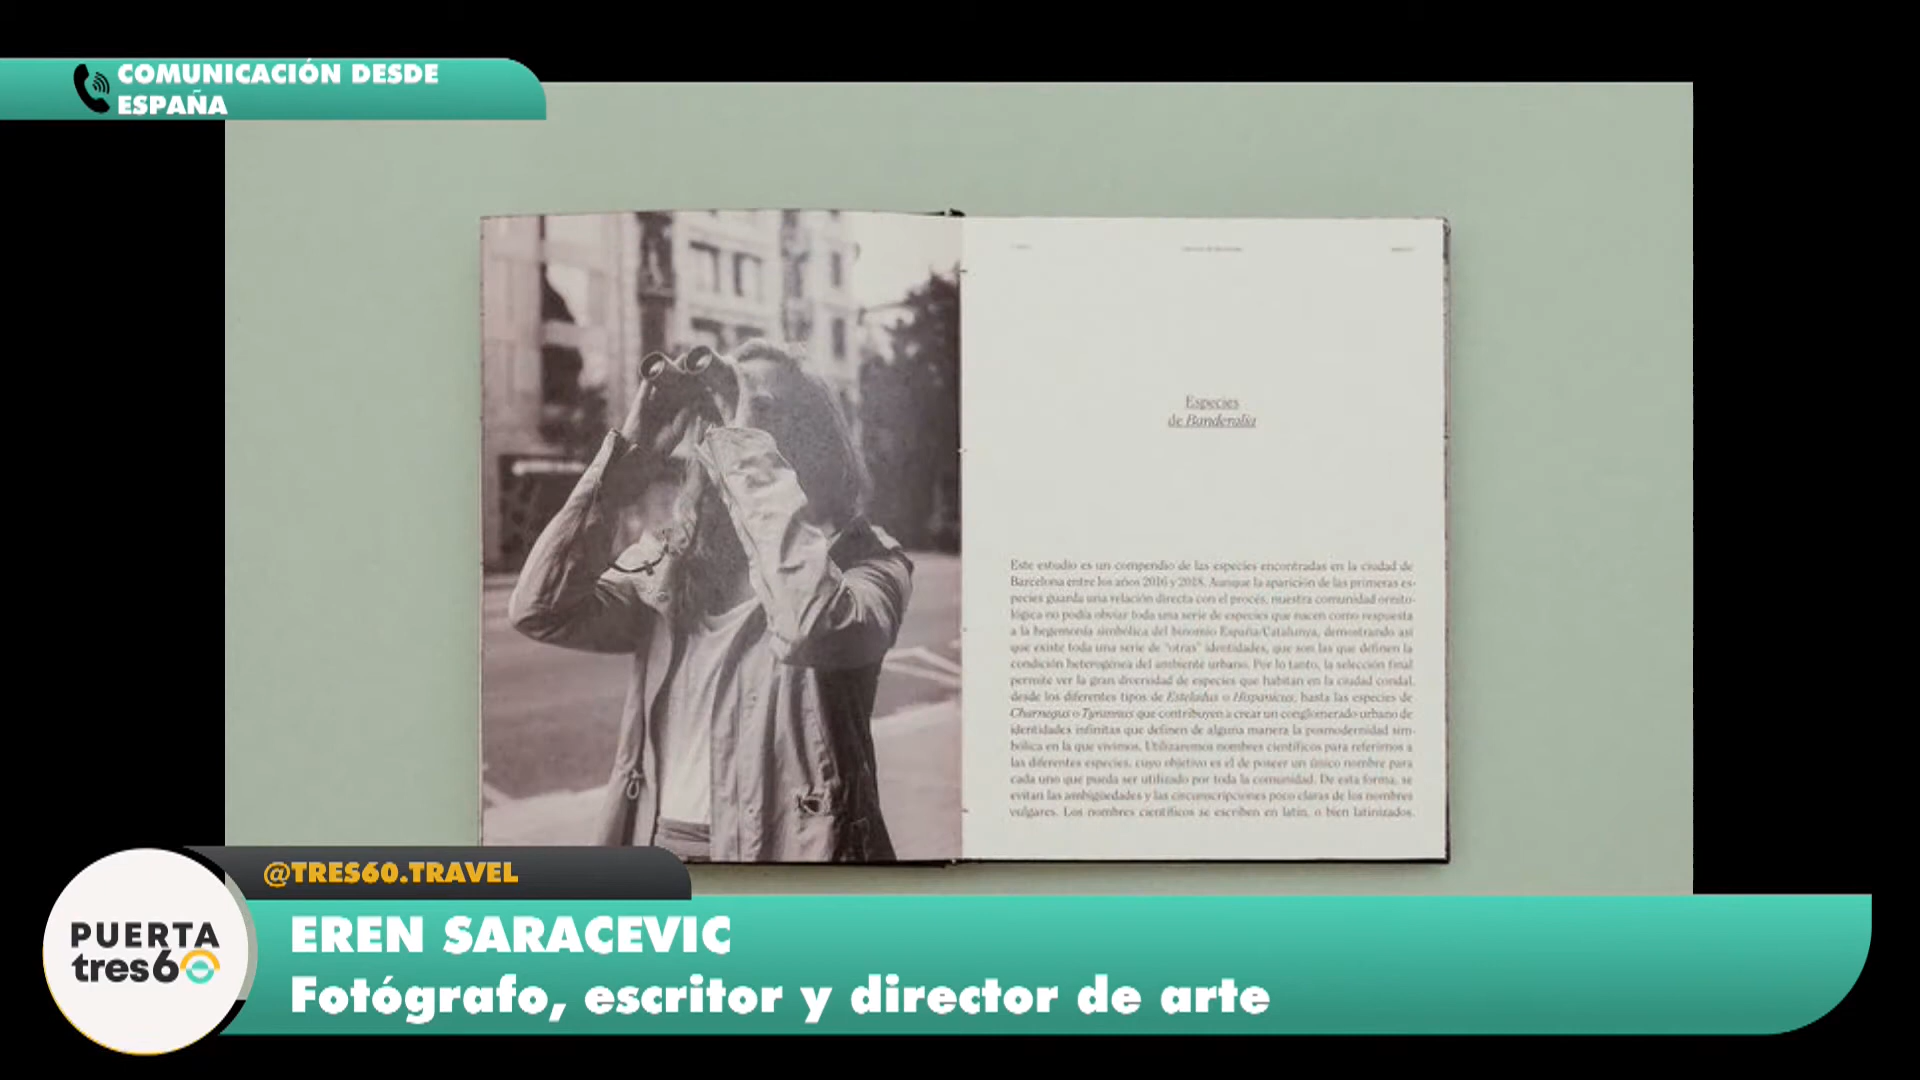 COMUNICACIÓN DESDE
ESPAÑA
Especies
de Banderalia
Este estudio es un compendio de las especies encontradas en la ciudad de
Barcelona entre los años 2016 y 2018. Aunque la aparición de las primeras es-
pecies guarda una relación directa con el procés, nuestra comunidad ornito-
lógica no podía obviar toda una serie de especies que nacen como respuesta
a la hegemonía simbólica del binomio España/Catalunya, demostrando así
que existe toda una serie de "otras" identidades, que son las que definen la
condición heterogénea del ambiente urbano. Por lo tanto, la selección final
permite ver la gran diversidad de especies que habitan en la ciudad condal,
desde los diferentes tipos de Esteladus o Hispanicus, hasta las especies de
Charnegus o Tyrannus que contribuyen a crear un conglomerado urbano de
identidades infinitas que definen de alguna manera la posmodernidad sim-
bólica en la que vivimos. Utilizaremos nombres científicos para referirnos a
las diferentes especies, cuyo objetivo es el de poseer un único nombre para
cada uno que pueda ser utilizado por toda la comunidad. De esta forma, se
evitan las ambigüedades y las circunscripciones poco claras de los nombres
vulgares. Los nombres científicos se escriben en latín, o bien latinizados.
@TRES60.TRAVEL
PUERTA
tres60
EREN SARACEVIC
Fotógrafo, escritor y director de arte